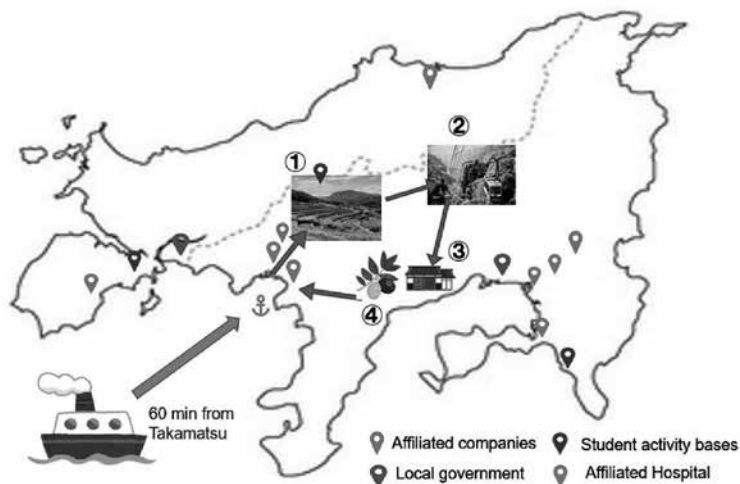 ①
②
③
④
60 min from
Takamatsu
Affiliated companies
Student activity bases
Local government
Affiliated Hospital